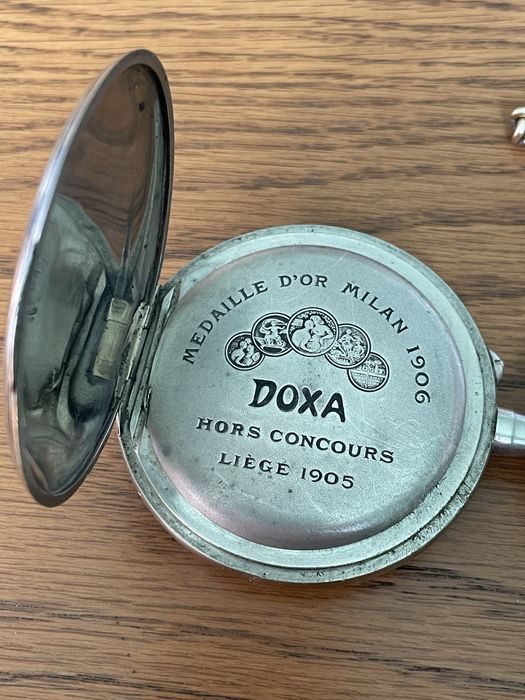 MEDAILLE D'OR MILAN 1906
DOXA
HORS CONCOURS
LIÈGE 1905